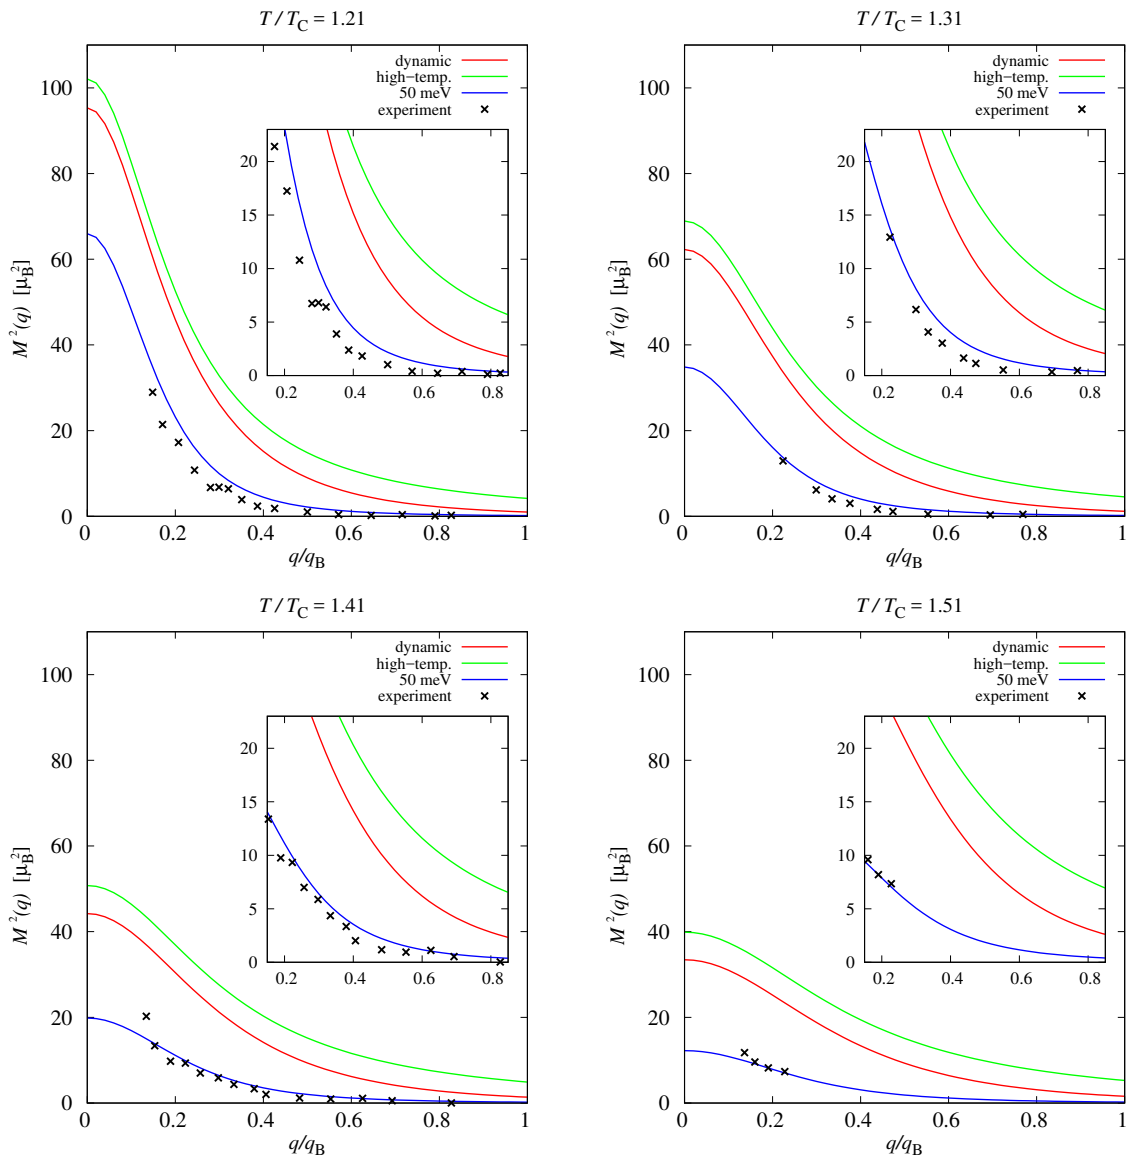 T / T_C = 1.21
M²(q) [μ_B²]
100
80
60
40
20
0
dynamic
high-temp.
50 meV
experiment
20
15
10
5
0
0.2 0.4 0.6 0.8
0 0.2 0.4 0.6 0.8 1
q/q_B
T / T_C = 1.31
M²(q) [μ_B²]
100
80
60
40
20
0
dynamic
high-temp.
50 meV
experiment
20
15
10
5
0
0.2 0.4 0.6 0.8
0 0.2 0.4 0.6 0.8 1
q/q_B
T / T_C = 1.41
M²(q) [μ_B²]
100
80
60
40
20
0
dynamic
high-temp.
50 meV
experiment
20
15
10
5
0
0.2 0.4 0.6 0.8
0 0.2 0.4 0.6 0.8 1
q/q_B
T / T_C = 1.51
M²(q) [μ_B²]
100
80
60
40
20
0
dynamic
high-temp.
50 meV
experiment
20
15
10
5
0
0.2 0.4 0.6 0.8
0 0.2 0.4 0.6 0.8 1
q/q_B